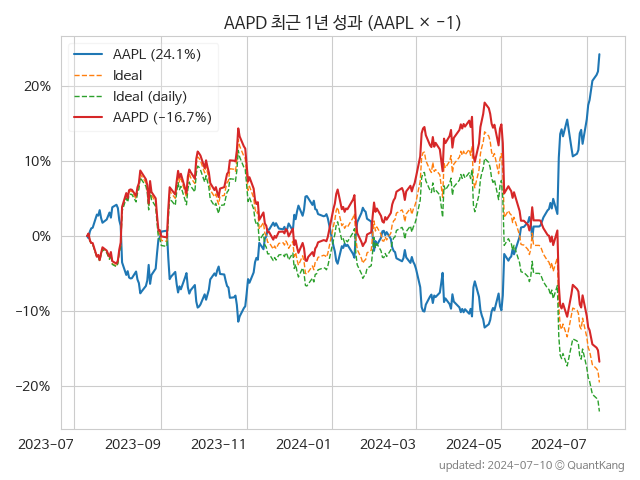 AAPD 최근 1년 성과 (AAPL × −1)
AAPL (24.1%)
Ideal
Ideal (daily)
AAPD (−16.7%)
20%
10%
0%
−10%
−20%
2023-07 2023-09 2023-11 2024-01 2024-03 2024-05 2024-07
updated: 2024-07-10 © QuantKang